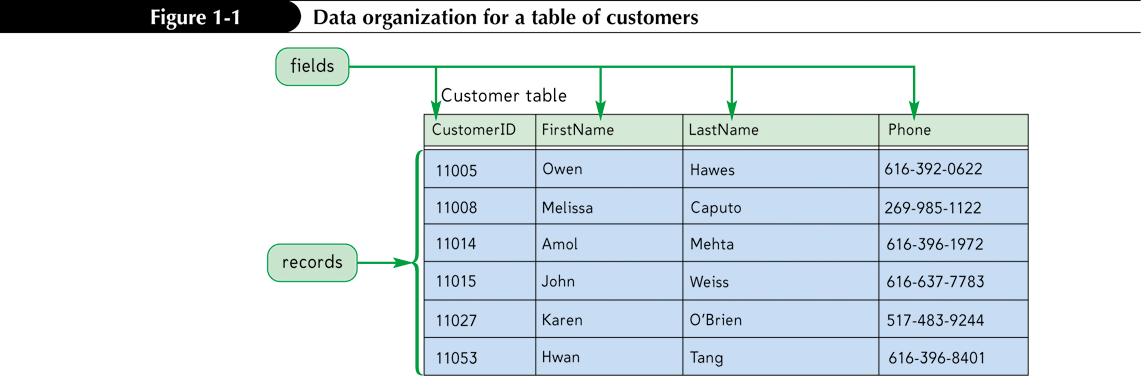 Figure 1-1 Data organization for a table of customers
fields
Customer table
CustomerID FirstName LastName Phone
11005 Owen Hawes 616-392-0622
11008 Melissa Caputo 269-985-1122
11014 Amol Mehta 616-396-1972
records
11015 John Weiss 616-637-7783
11027 Karen O’Brien 517-483-9244
11053 Hwan Tang 616-396-8401